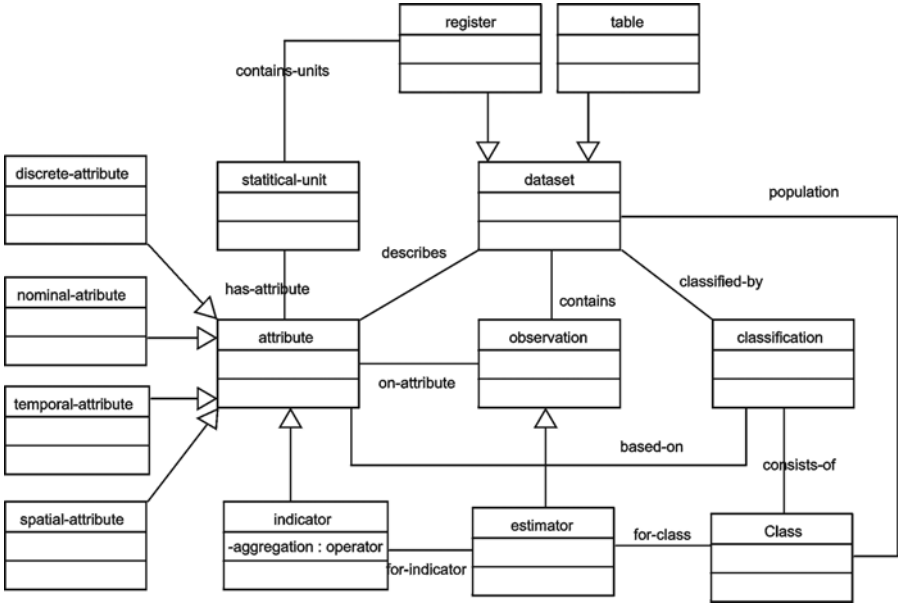 register
table
contains-units
discrete-attribute
statitical-unit
dataset
population
describes
classified-by
nominal-atribute
has-attribute
contains
attribute
observation
classification
on-attribute
temporal-attribute
based-on
consists-of
spatial-attribute
indicator
estimator
Class
-aggregation : operator
for-class
for-indicator